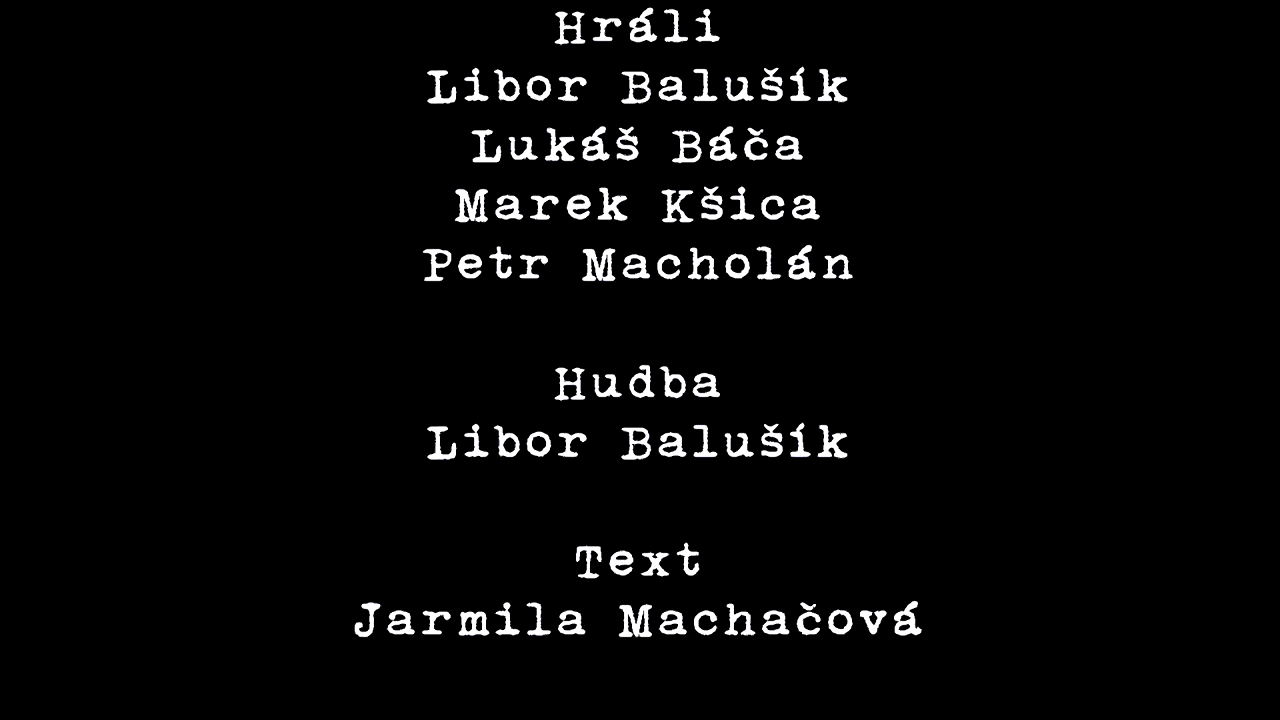 Hráli
Libor Balušík
Lukáš Báča
Marek Kšica
Petr Macholán
Hudba
Libor Balušík
Text
Jarmila Machačová